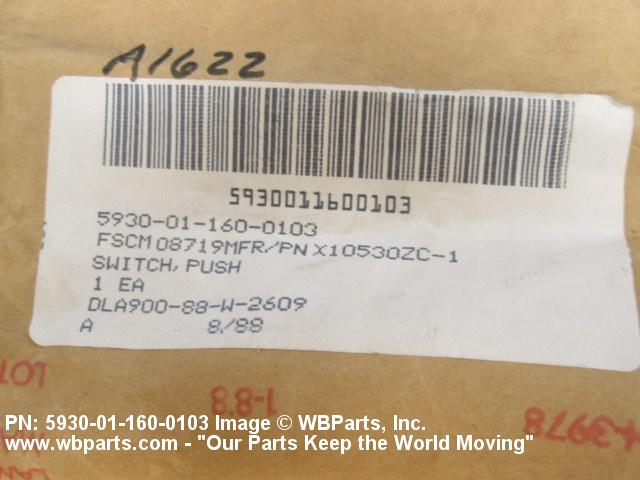 A1622
5930011600103
5930-01-160-0103
FSCM 08719MFR/PN X10530ZC-1
SWITCH, PUSH
1 EA
DLA900-88-W-2609
A 8/88
LOT
1-88
3978
PN: 5930-01-160-0103 Image © WBParts, Inc.
www.wbparts.com - "Our Parts Keep the World Moving"